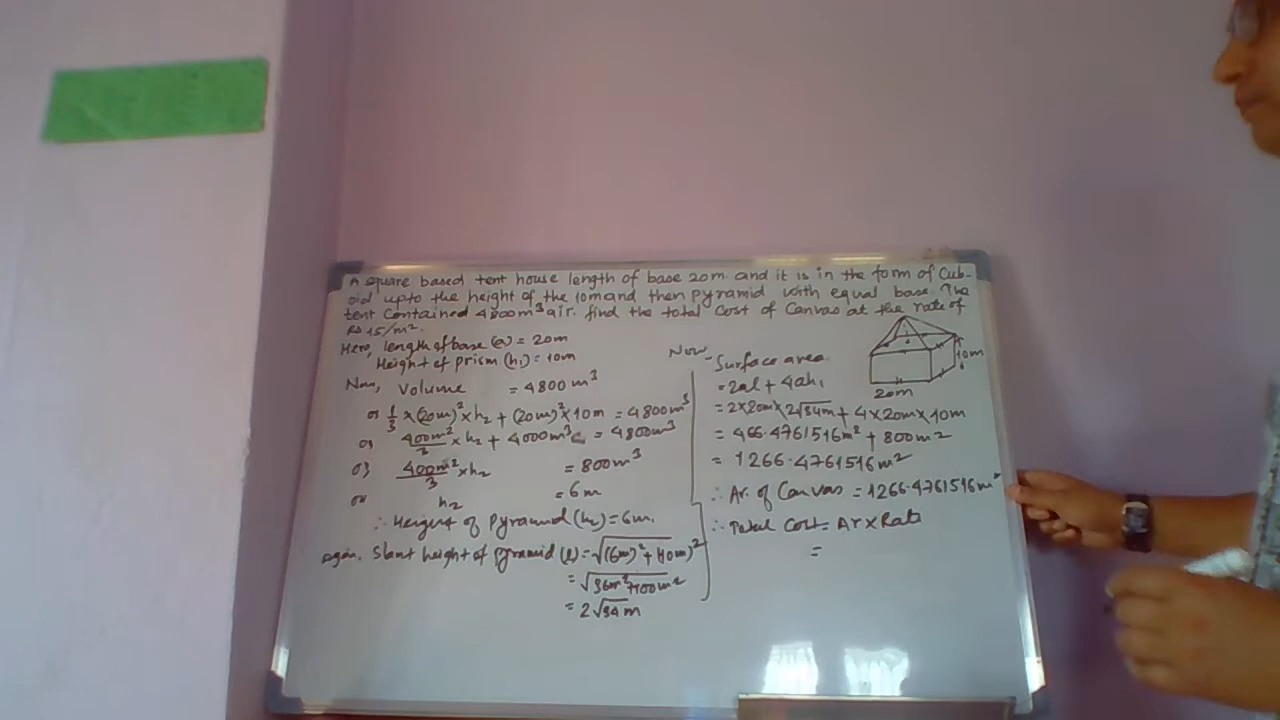 A square based tent house length of base 20m and it is in the form of Cub-
oid upto the height of the 10m and then pyramid with equal base. The
tent contained 4800m³ air. find the total cost of Canvas at the rate of
Rs 15/m².
Here, length of base (a) = 20m
Height of prism (h₁) = 10m
Now, Volume = 4800 m³
or 1/3 × (20m)² × h₂ + (20m)² × 10m = 4800m³
or, 400m²/3 × h₂ + 4000m³ = 4800m³
or, 400m²/3 × h₂ = 800m³
or h₂ = 6m
∴ Height of Pyramid (h₂) = 6m.
Again, Slant height of pyramid (l) = √(6m)² + (10m)²
= √36m² + 100m²
= 2√34 m
Now, Surface area
= 2al + 4ah₁
= 2×20m×2√34m + 4×20m×10m
= 466.4761516m² + 800m²
= 1266.4761516m²
∴ Ar. of Canvas = 1266.4761516m²
∴ Total Cost = Ar × Rate
=
10m
20m